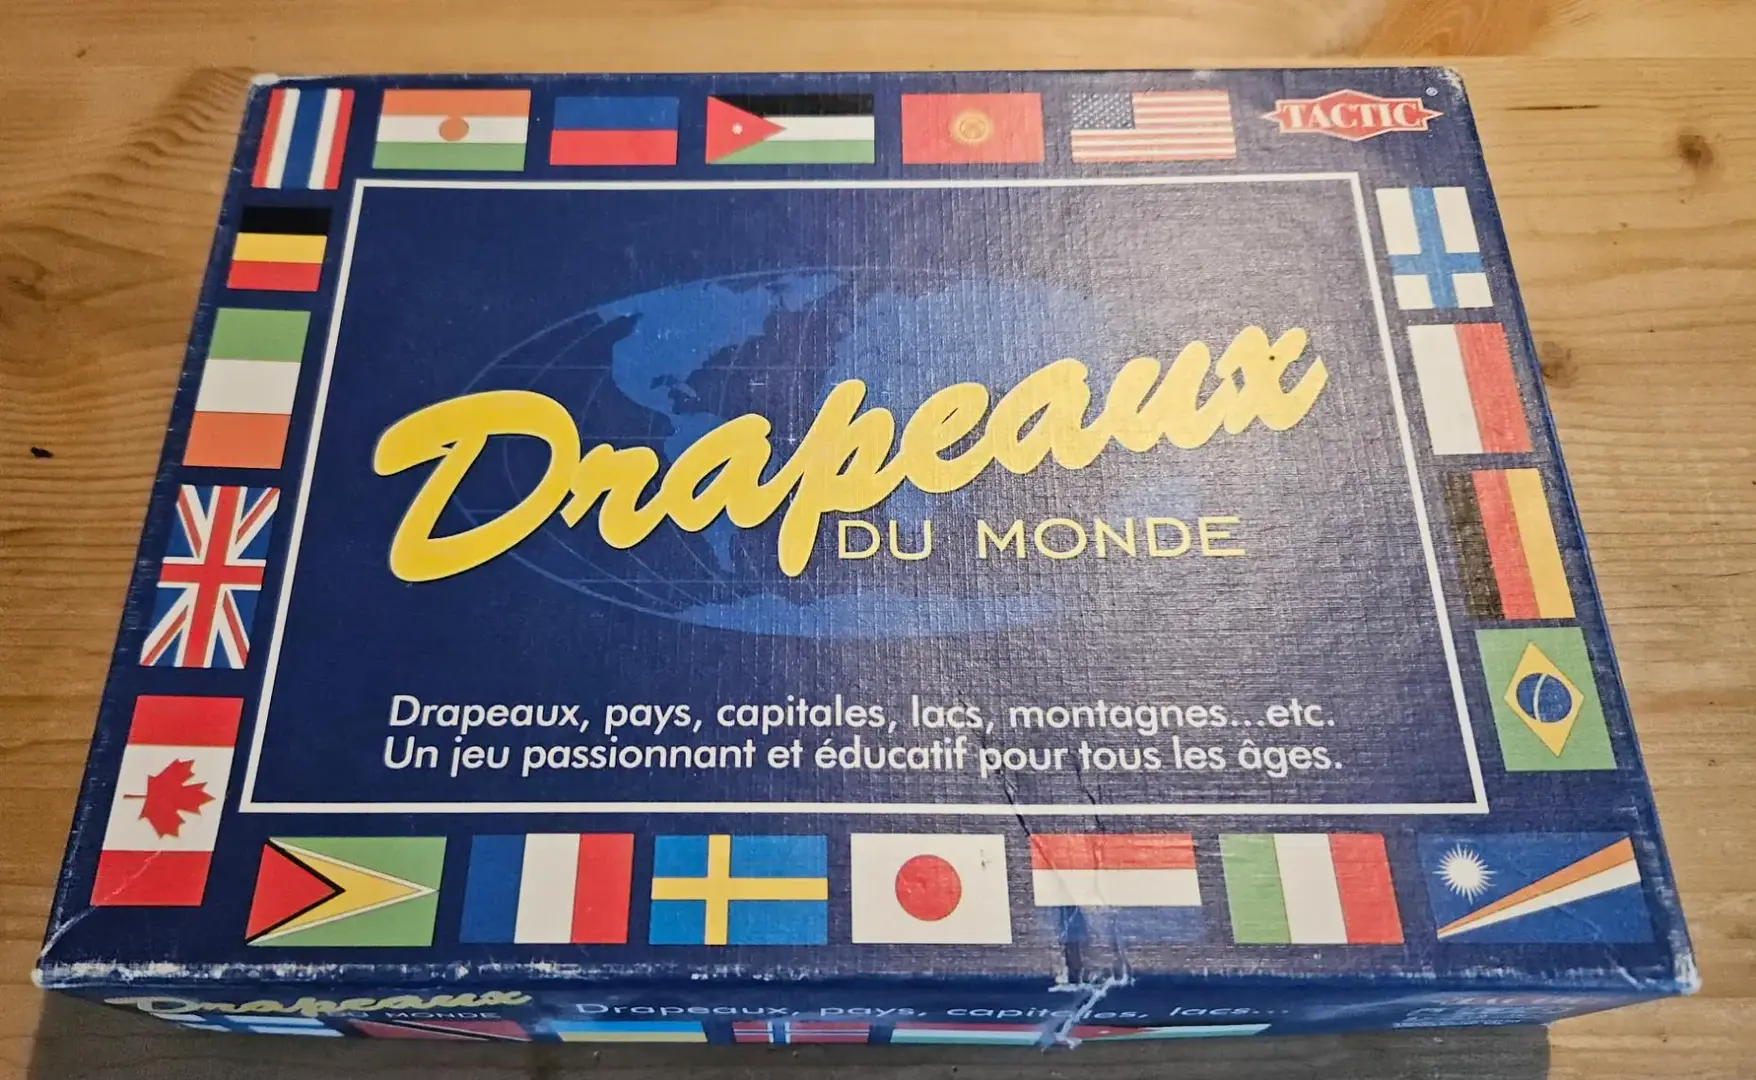 TACTIC®
Drapeaux
DU MONDE
Drapeaux, pays, capitales, lacs, montagnes...etc.
Un jeu passionnant et éducatif pour tous les âges.
Drapeaux
DU MONDE
Drapeaux, pays, capitales, lacs...
TACTIC